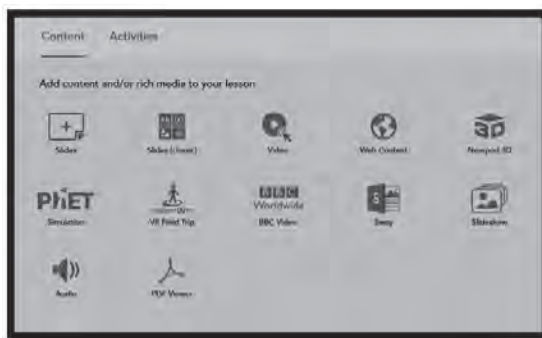 Content Activities
Add content and/or rich media to your lesson
Slides Slides (classic) Video Web Content Nearpod 3D
3D
PhET
Simulation VR Field Trip BBC Worldwide BBC Video Sway Slideshow
Audio PDF Viewer